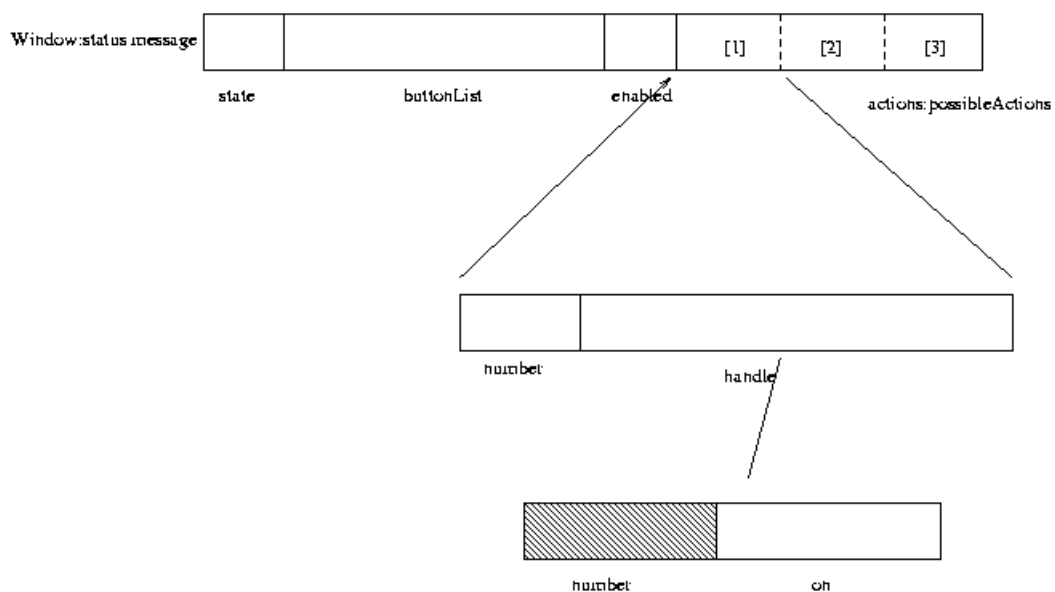 Window:status message
[1] [2] [3]
state buttonList enabled
actions:possibleActions
number handle
number on